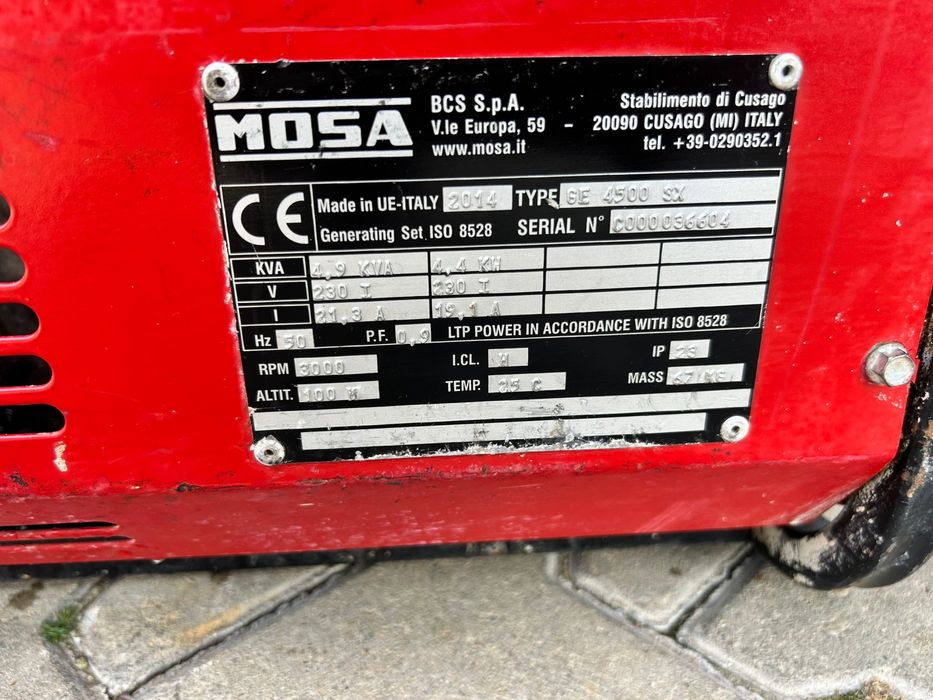 MOSA
BCS S.p.A.
V.le Europa, 59 - 20090 CUSAGO (MI) ITALY
www.mosa.it
Stabilimento di Cusago
tel. +39-0290352.1
CE Made in UE-ITALY 2014 TYPE GE 4500 SX
Generating Set ISO 8528 SERIAL N° C000036604
KVA 4,9 KVA 4,4 KW
V 230 I 230 I
I 21,3 A 19,1 A
Hz 50 P.F. 0,9 LTP POWER IN ACCORDANCE WITH ISO 8528
RPM 3000 I.CL. H IP 23
ALTIT. 100 M TEMP. 25 C MASS 67 KG